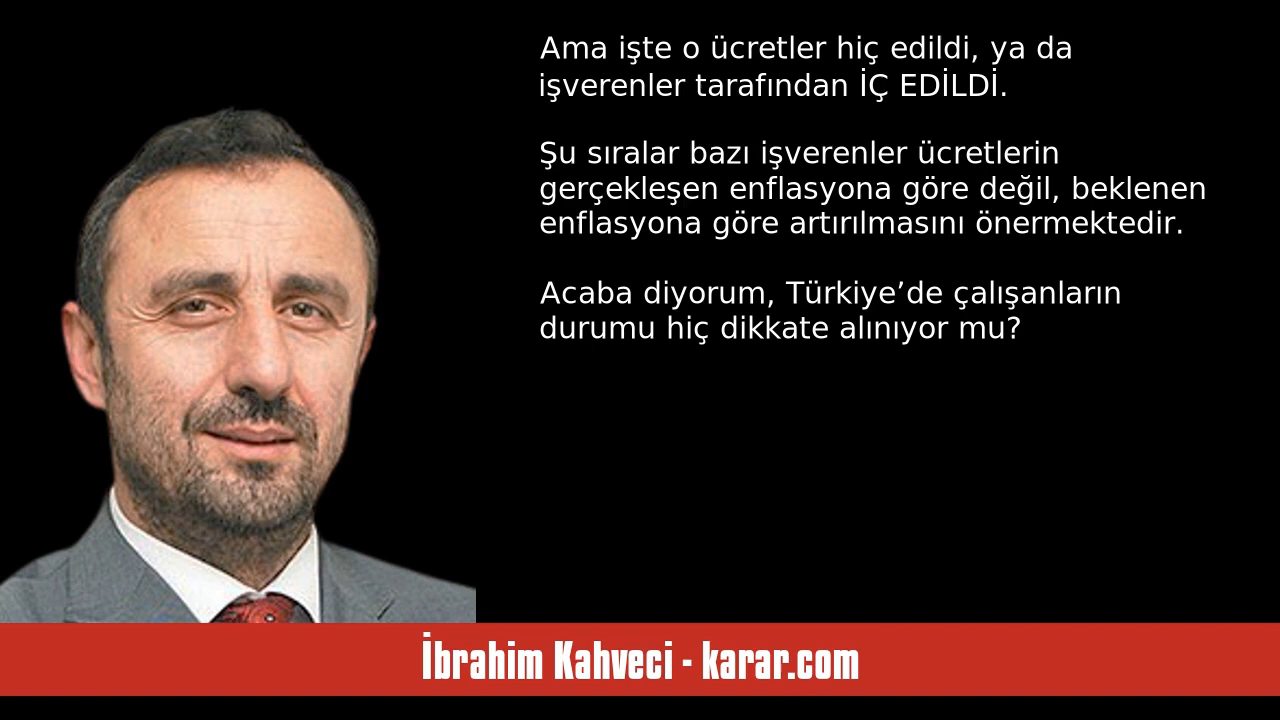 Ama işte o ücretler hiç edildi, ya da
işverenler tarafından İÇ EDİLDİ.
Şu sıralar bazı işverenler ücretlerin
gerçekleşen enflasyona göre değil, beklenen
enflasyona göre artırılmasını önermektedir.
Acaba diyorum, Türkiye’de çalışanların
durumu hiç dikkate alınıyor mu?
İbrahim Kahveci - karar.com